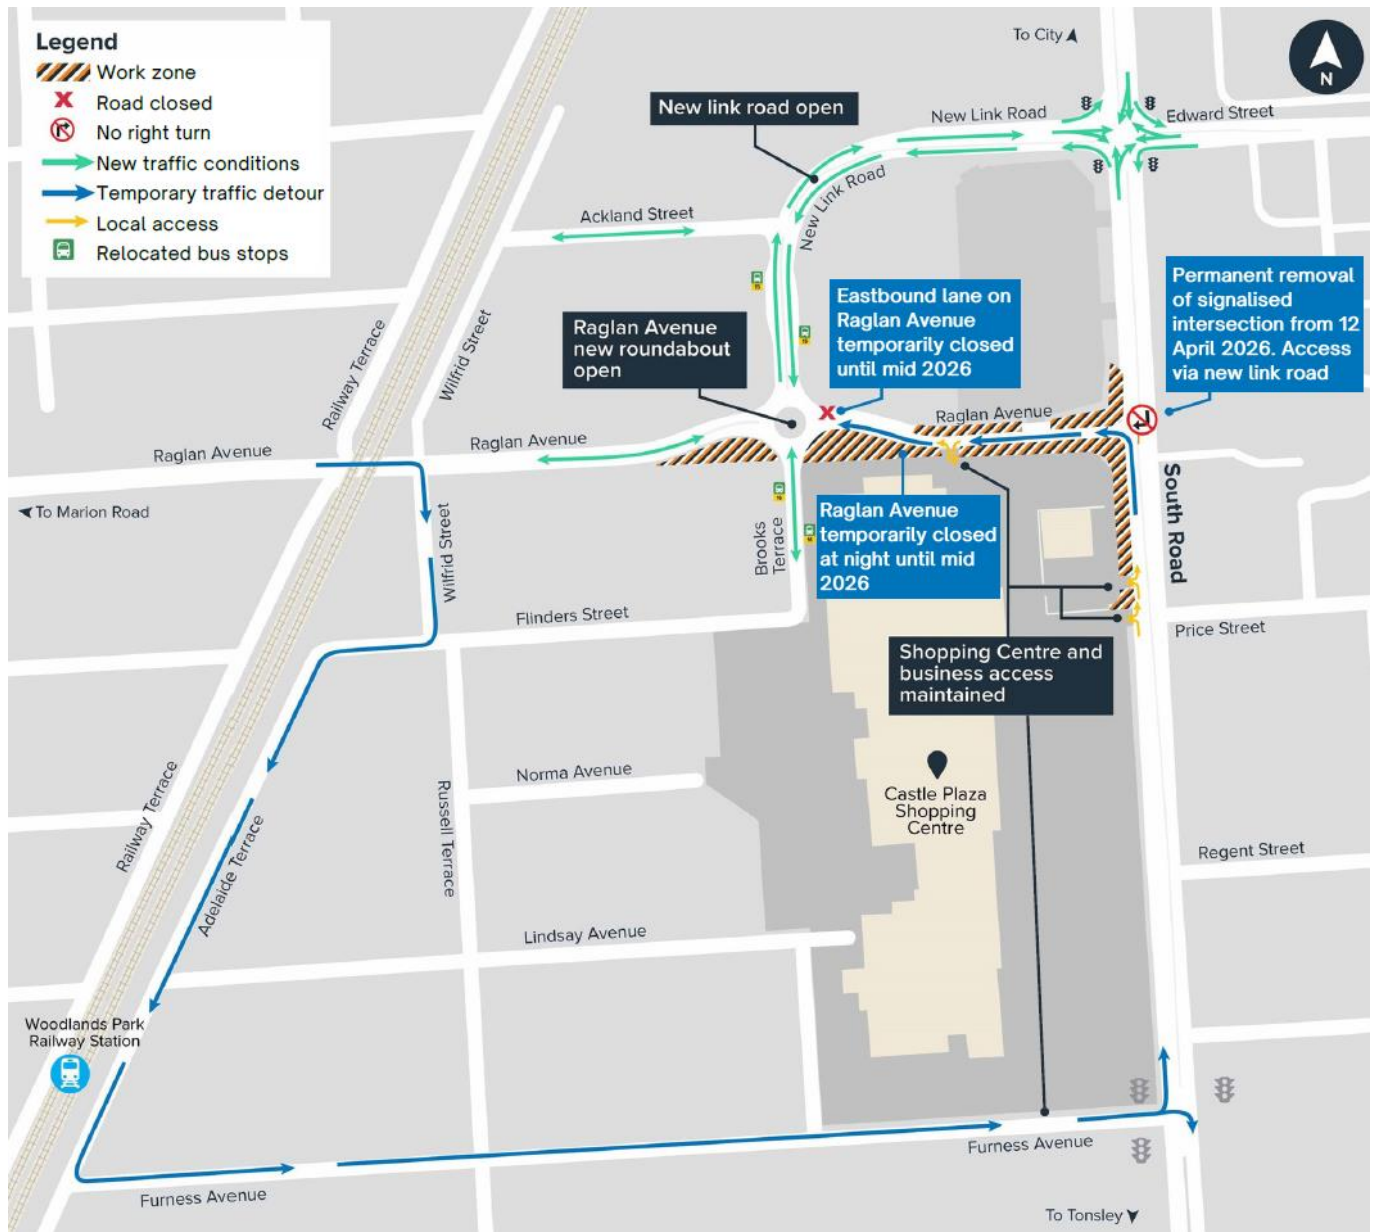 Legend
Work zone
Road closed
No right turn
New traffic conditions
Temporary traffic detour
Local access
Relocated bus stops
To City
N
New link road open
New Link Road
Edward Street
New Link Road
Ackland Street
Permanent removal
of signalised
intersection from 12
April 2026. Access
via new link road
Eastbound lane on
Raglan Avenue
temporarily closed
until mid 2026
Raglan Avenue
new roundabout
open
Railway Terrace
Wilfrid Street
Raglan Avenue
Raglan Avenue
Raglan Avenue
To Marion Road
South Road
Wilfrid Street
Brooks
Terrace
Raglan Avenue
temporarily closed
at night until mid
2026
Flinders Street
Price Street
Shopping Centre and
business access
maintained
Norma Avenue
Castle Plaza
Shopping
Centre
Railway Terrace
Adelaide Terrace
Russell Terrace
Regent Street
Lindsay Avenue
Woodlands Park
Railway Station
Furness Avenue
Furness Avenue
To Tonsley